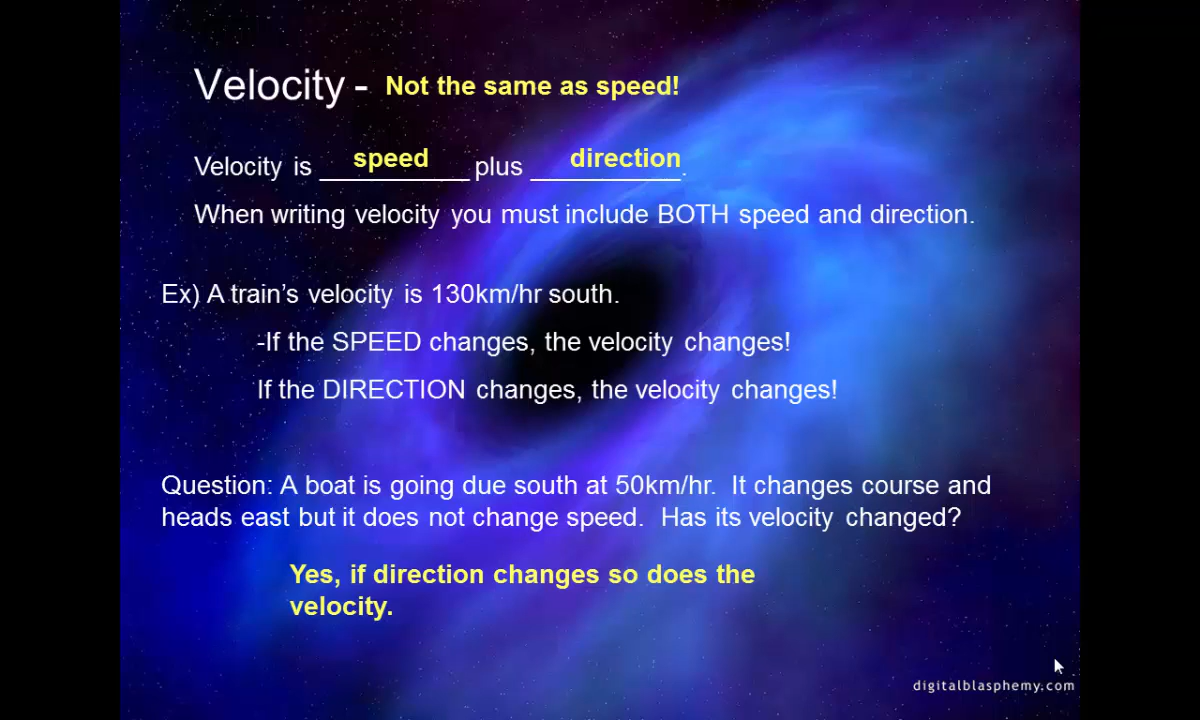 Velocity - Not the same as speed!
Velocity is __________ speed plus __________ direction.
When writing velocity you must include BOTH speed and direction.
Ex) A train’s velocity is 130km/hr south.
-If the SPEED changes, the velocity changes!
If the DIRECTION changes, the velocity changes!
Question: A boat is going due south at 50km/hr. It changes course and
heads east but it does not change speed. Has its velocity changed?
Yes, if direction changes so does the
velocity.
digitalblasphemy.com